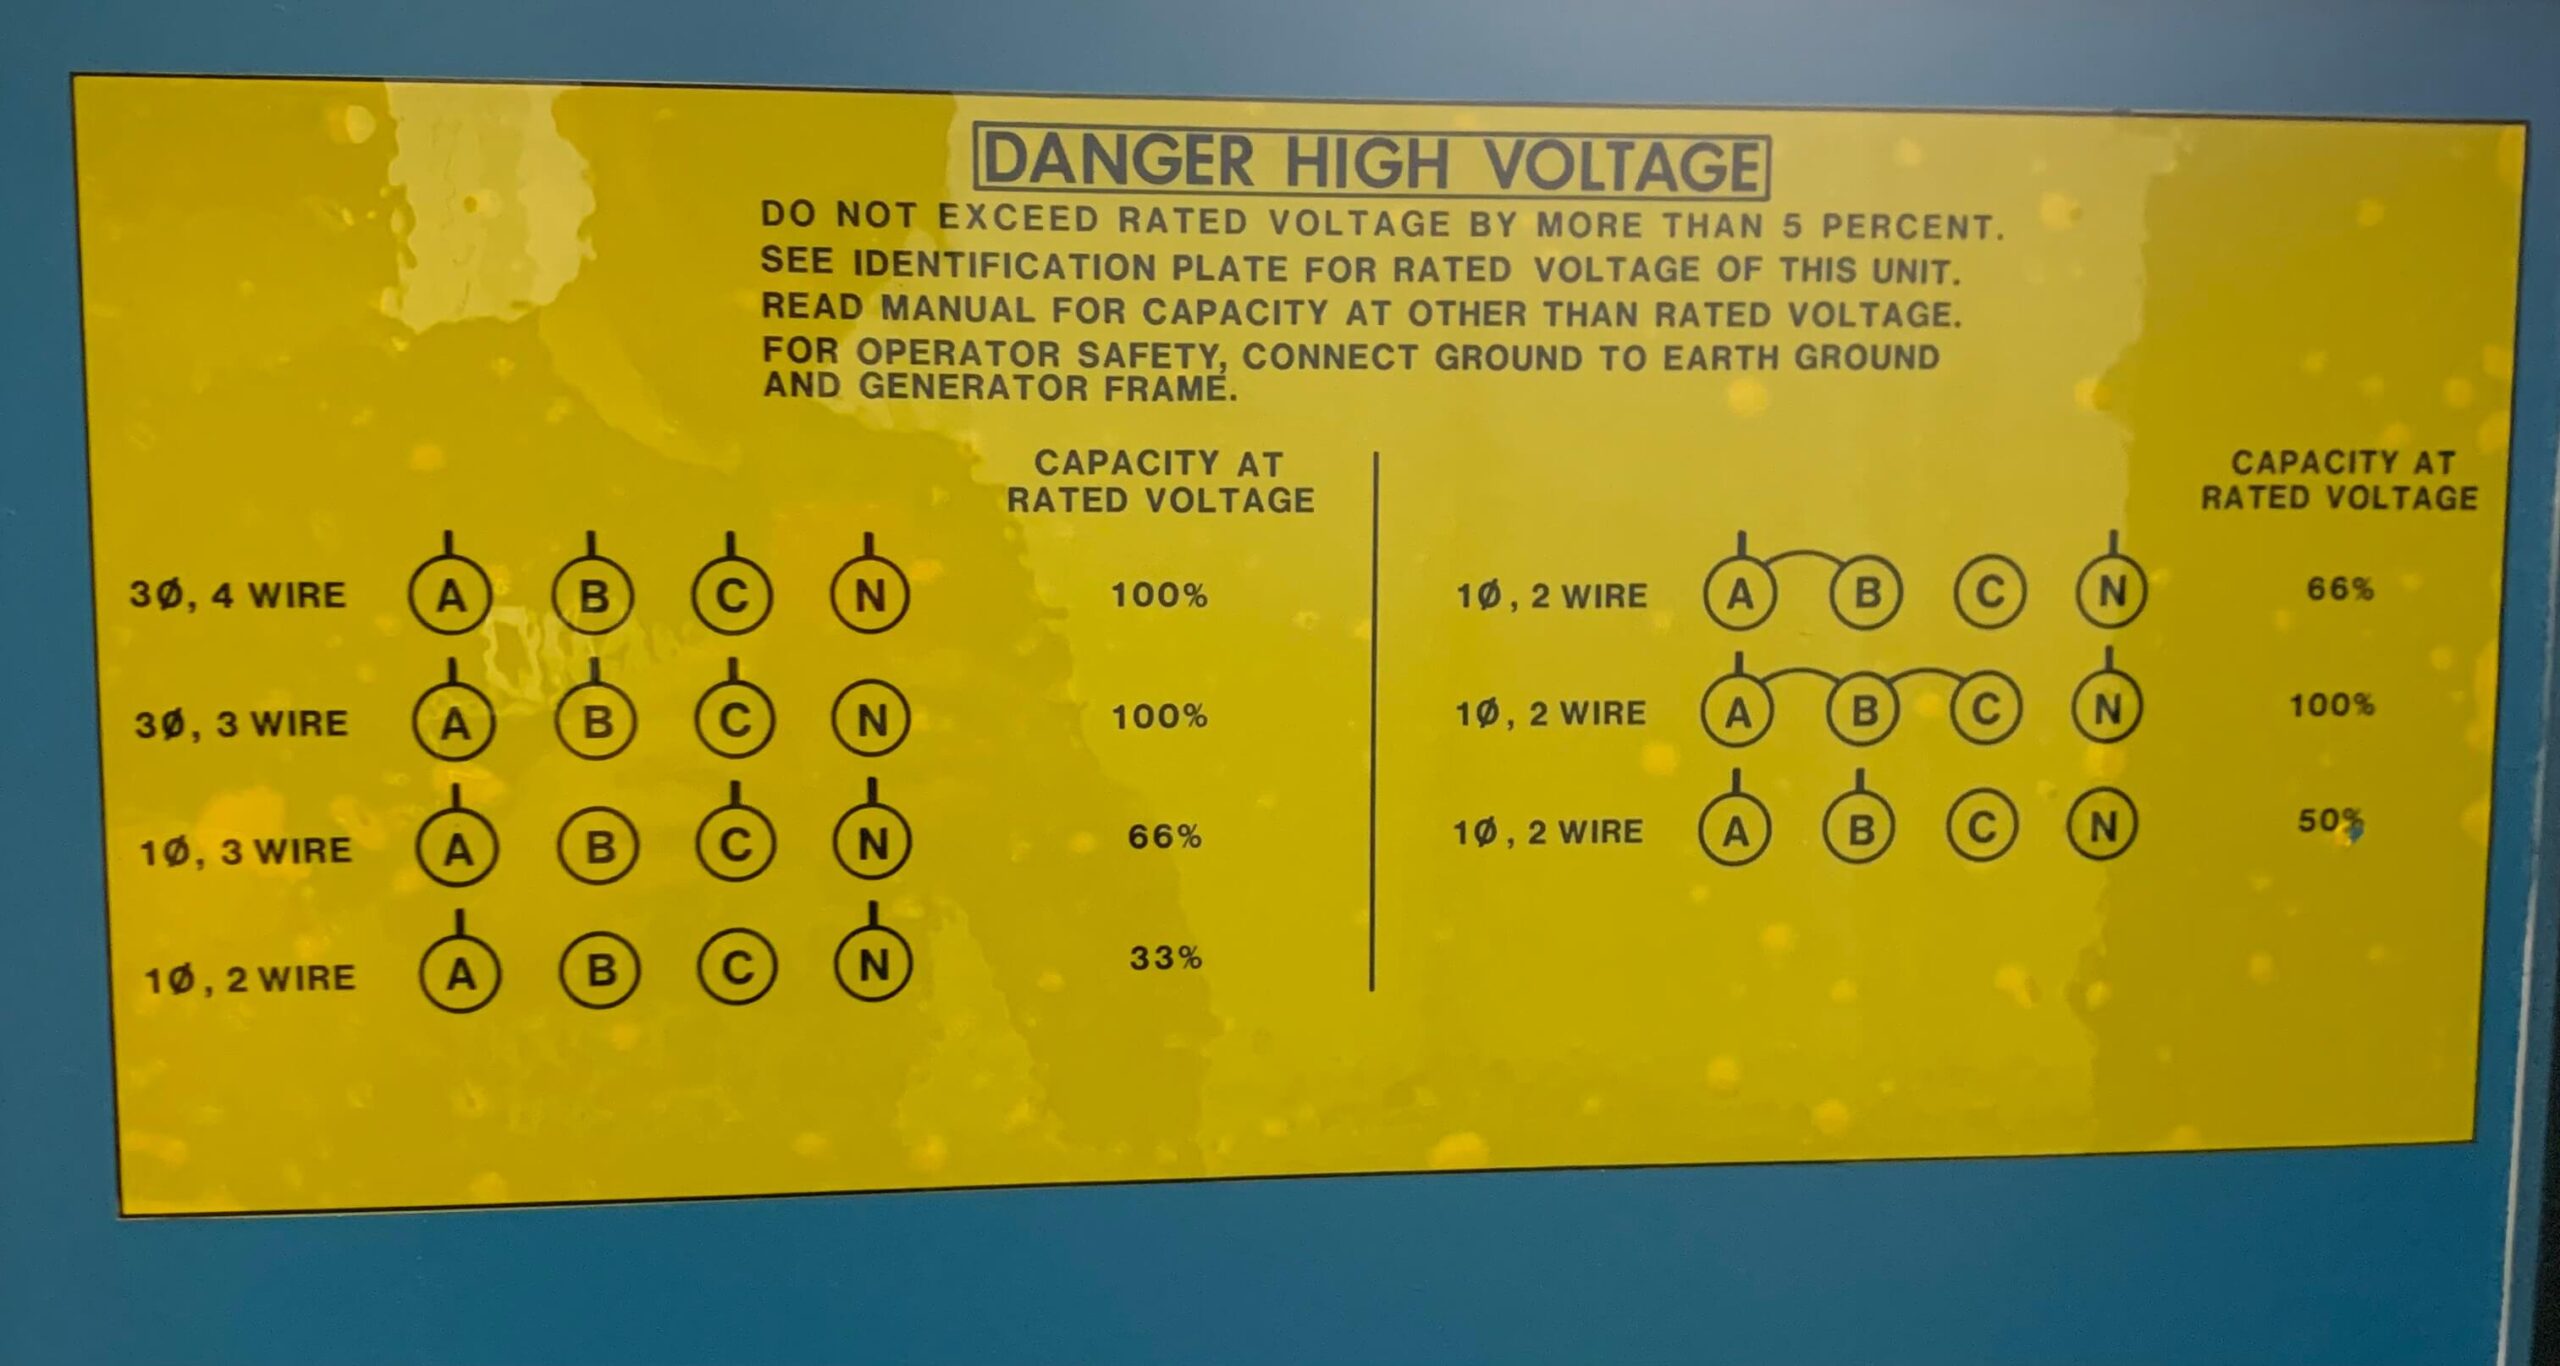 DANGER HIGH VOLTAGE
DO NOT EXCEED RATED VOLTAGE BY MORE THAN 5 PERCENT.
SEE IDENTIFICATION PLATE FOR RATED VOLTAGE OF THIS UNIT.
READ MANUAL FOR CAPACITY AT OTHER THAN RATED VOLTAGE.
FOR OPERATOR SAFETY, CONNECT GROUND TO EARTH GROUND
AND GENERATOR FRAME.
CAPACITY AT
RATED VOLTAGE
3Ø, 4 WIRE A B C N 100%
3Ø, 3 WIRE A B C N 100%
1Ø, 3 WIRE A B C N 66%
1Ø, 2 WIRE A B C N 33%
CAPACITY AT
RATED VOLTAGE
1Ø, 2 WIRE A B C N 66%
1Ø, 2 WIRE A B C N 100%
1Ø, 2 WIRE A B C N 50%